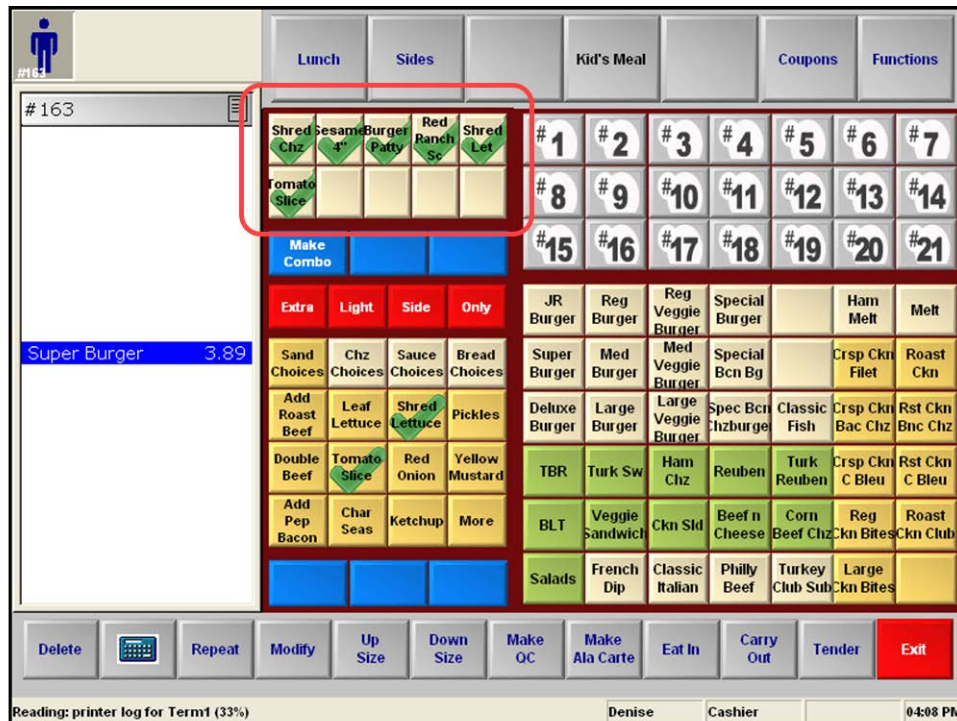 #163
Lunch
Sides
Kid's Meal
Coupons
Functions
#163
Shred Chz
Sesame 4"
Burger Patty
Red Ranch Sc
Shred Let
Tomato Slice
#1 #2 #3 #4 #5 #6 #7
#8 #9 #10 #11 #12 #13 #14
#15 #16 #17 #18 #19 #20 #21
Make Combo
Extra
Light
Side
Only
Super Burger 3.89
Sand Choices
Chz Choices
Sauce Choices
Bread Choices
Add Roast Beef
Leaf Lettuce
Shred Lettuce
Pickles
Double Beef
Tomato Slice
Red Onion
Yellow Mustard
Add Pep Bacon
Char Seas
Ketchup
More
JR Burger
Reg Burger
Reg Veggie Burger
Special Burger
Ham Melt
Melt
Super Burger
Med Burger
Med Veggie Burger
Special Bcn Bg
Crsp Ckn Filet
Roast Ckn
Deluxe Burger
Large Burger
Large Veggie Burger
Spec Bcn Chzburge
Classic Fish
Crsp Ckn Bac Chz
Rst Ckn Bnc Chz
TBR
Turk Sw
Ham Chz
Reuben
Turk Reuben
Crsp Ckn C Bleu
Rst Ckn C Bleu
BLT
Veggie Sandwich
Ckn Sld
Beef n Cheese
Corn Beef Chz
Reg Ckn Bites
Roast Ckn Club
Salads
French Dip
Classic Italian
Philly Beef
Turkey Club Sub
Large Ckn Bites
Delete
Repeat
Modify
Up Size
Down Size
Make QC
Make Ala Carte
Eat In
Carry Out
Tender
Exit
Reading: printer log for Term1 (33%)
Denise
Cashier
04:08 PM